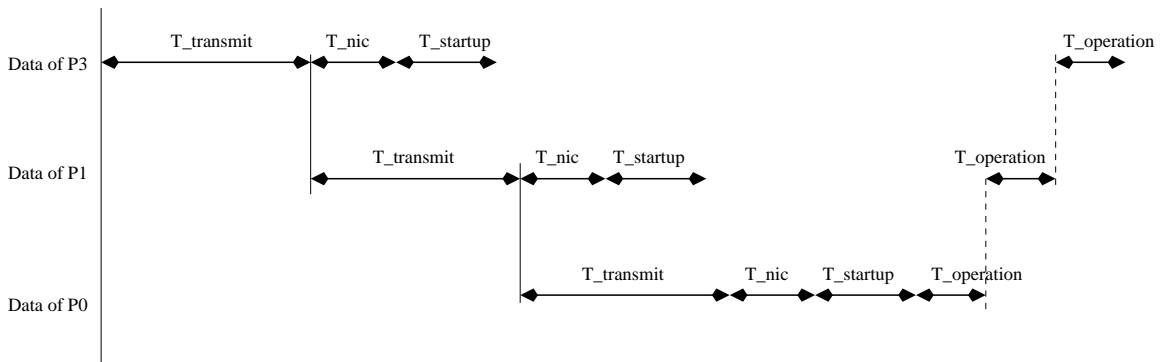 T_transmit T_nic T_startup T_operation
Data of P3
T_transmit T_nic T_startup T_operation
Data of P1
T_transmit T_nic T_startup T_operation
Data of P0